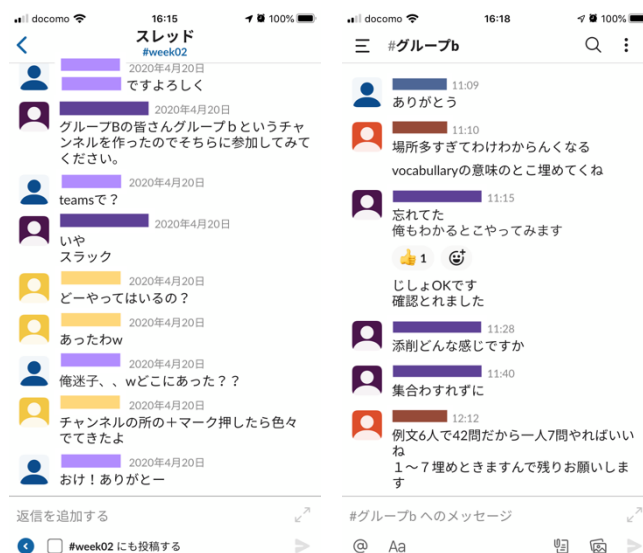 docomo 16:15 100%
スレッド
#week02
2020年4月20日
ですよろしく
2020年4月20日
グループBの皆さんグループｂというチャ
ンネルを作ったのでそちらに参加してみて
ください。
2020年4月20日
teamsで？
2020年4月20日
いや
スラック
2020年4月20日
どーやってはいるの？
2020年4月20日
あったわw
2020年4月20日
俺迷子、、wどこにあった？？
2020年4月20日
チャンネルの所の＋マーク押したら色々
でてきたよ
2020年4月20日
おけ！ありがとー
返信を追加する
#week02 にも投稿する
docomo 16:18 100%
#グループb
11:09
ありがとう
11:10
場所多すぎてわけわからんくなる
vocabullaryの意味のとこ埋めてくね
11:15
忘れてた
俺もわかるとこやってみます
1
じしょOKです
確認とれました
11:28
添削どんな感じですか
11:40
集合わすれずに
12:12
例文6人で42問だから一人7問やればいい
ね
１〜７埋めときますんで残りお願いしま
す
#グループb へのメッセージ
@ Aa